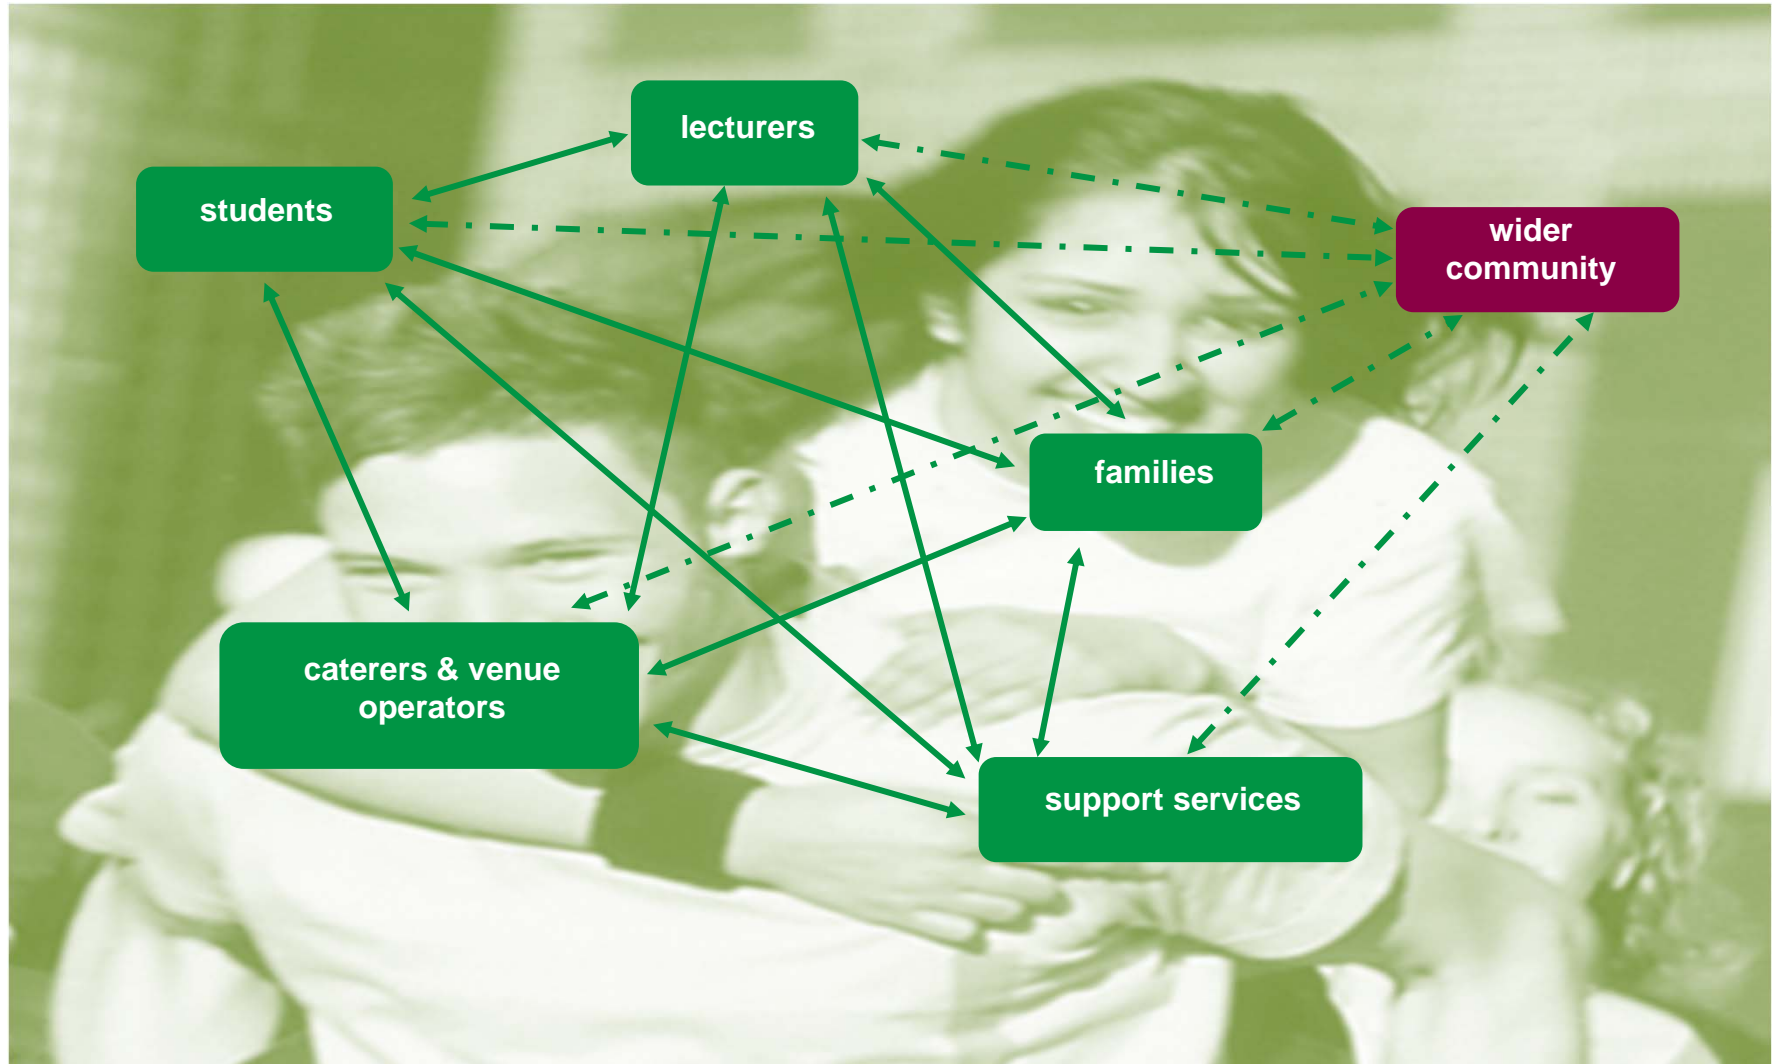 lecturers
students
wider
community
families
caterers & venue
operators
support services